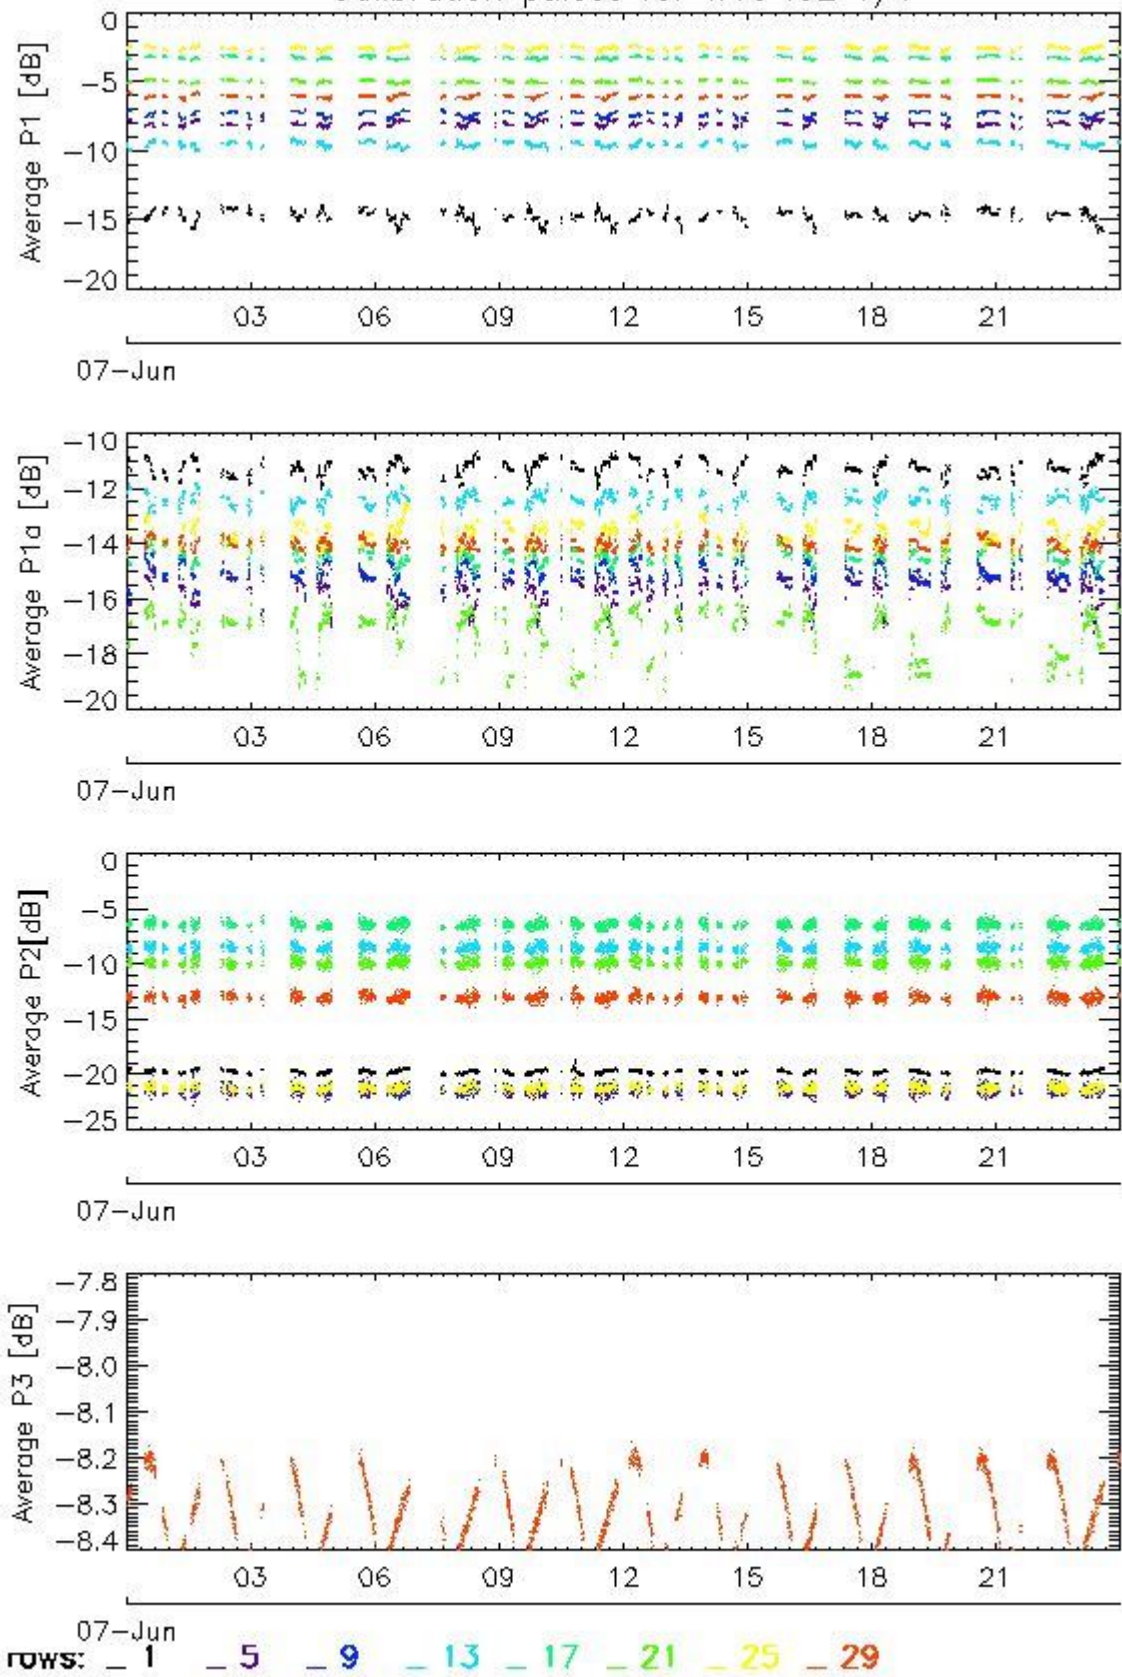 Average P1 [dB]
0
-5
-10
-15
-20
03 06 09 12 15 18 21
07-Jun
Average P1a [dB]
-10
-12
-14
-16
-18
-20
03 06 09 12 15 18 21
07-Jun
Average P2[dB]
0
-5
-10
-15
-20
-25
03 06 09 12 15 18 21
07-Jun
Average P3 [dB]
-7.8
-7.9
-8.0
-8.1
-8.2
-8.3
-8.4
03 06 09 12 15 18 21
07-Jun
rows: _ 1 _ 5 _ 9 _ 13 _ 17 _ 21 _ 25 _ 29